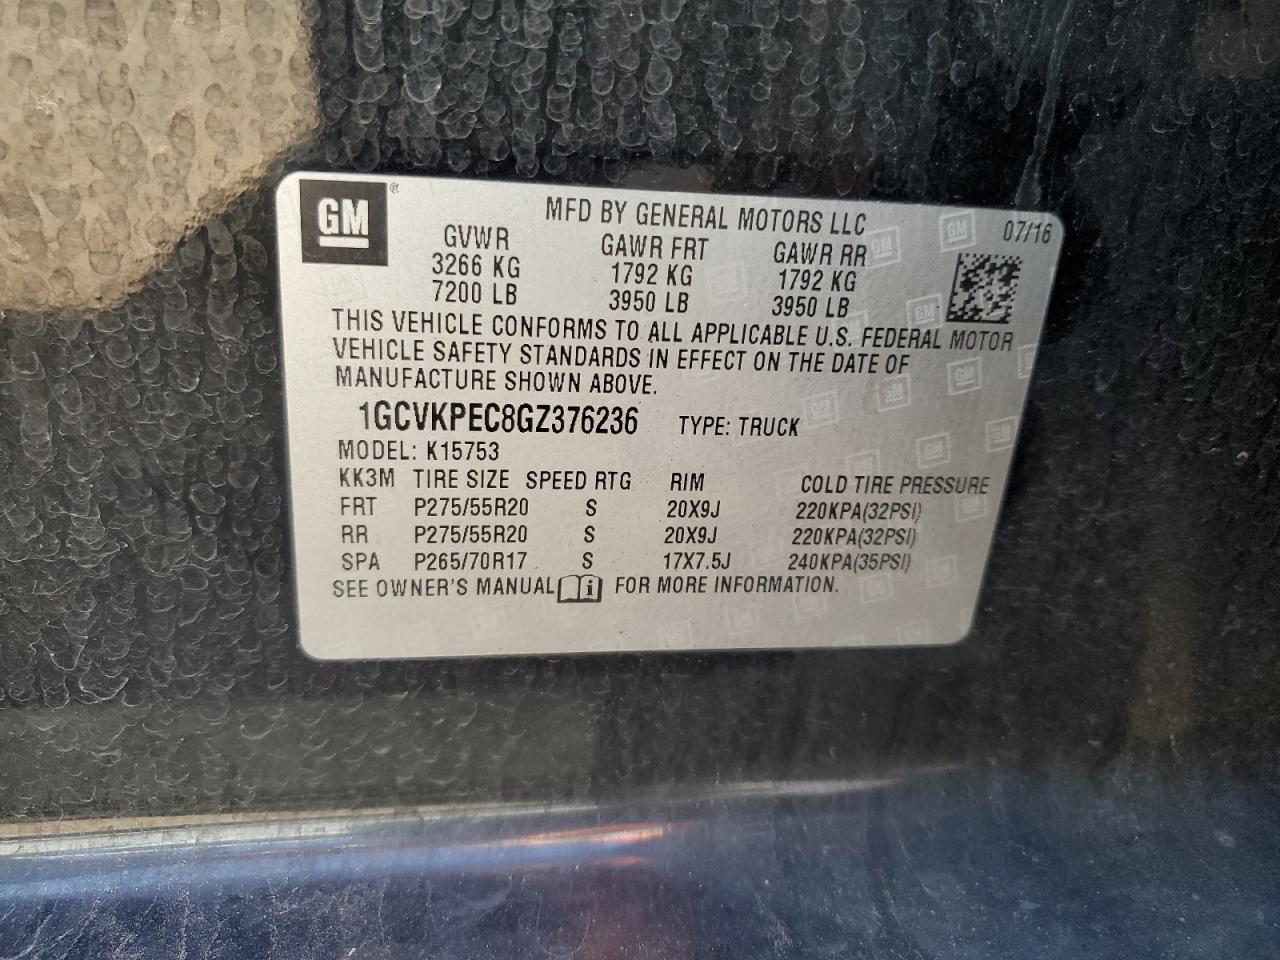 GM ®
MFD BY GENERAL MOTORS LLC 07/16
GVWR GAWR FRT GAWR RR
3266 KG 1792 KG 1792 KG
7200 LB 3950 LB 3950 LB
THIS VEHICLE CONFORMS TO ALL APPLICABLE U.S. FEDERAL MOTOR
VEHICLE SAFETY STANDARDS IN EFFECT ON THE DATE OF
MANUFACTURE SHOWN ABOVE.
1GCVKPEC8GZ376236 TYPE: TRUCK
MODEL: K15753
KK3M TIRE SIZE SPEED RTG RIM COLD TIRE PRESSURE
FRT P275/55R20 S 20X9J 220KPA(32PSI)
RR P275/55R20 S 20X9J 220KPA(32PSI)
SPA P265/70R17 S 17X7.5J 240KPA(35PSI)
SEE OWNER'S MANUAL i FOR MORE INFORMATION.